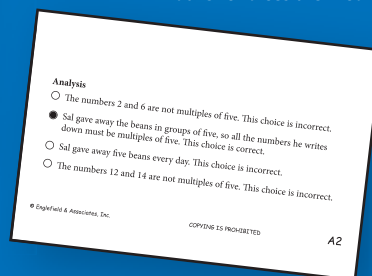 Analysis
The numbers 2 and 6 are not multiples of five. This choice is incorrect.
Sal gave away the beans in groups of five, so all the numbers he writes
down must be multiples of five. This choice is correct.
Sal gave away five beans every day. This choice is incorrect.
The numbers 12 and 14 are not multiples of five. This choice is incorrect.
© Englefield & Associates, Inc.
COPYING IS PROHIBITED
A2